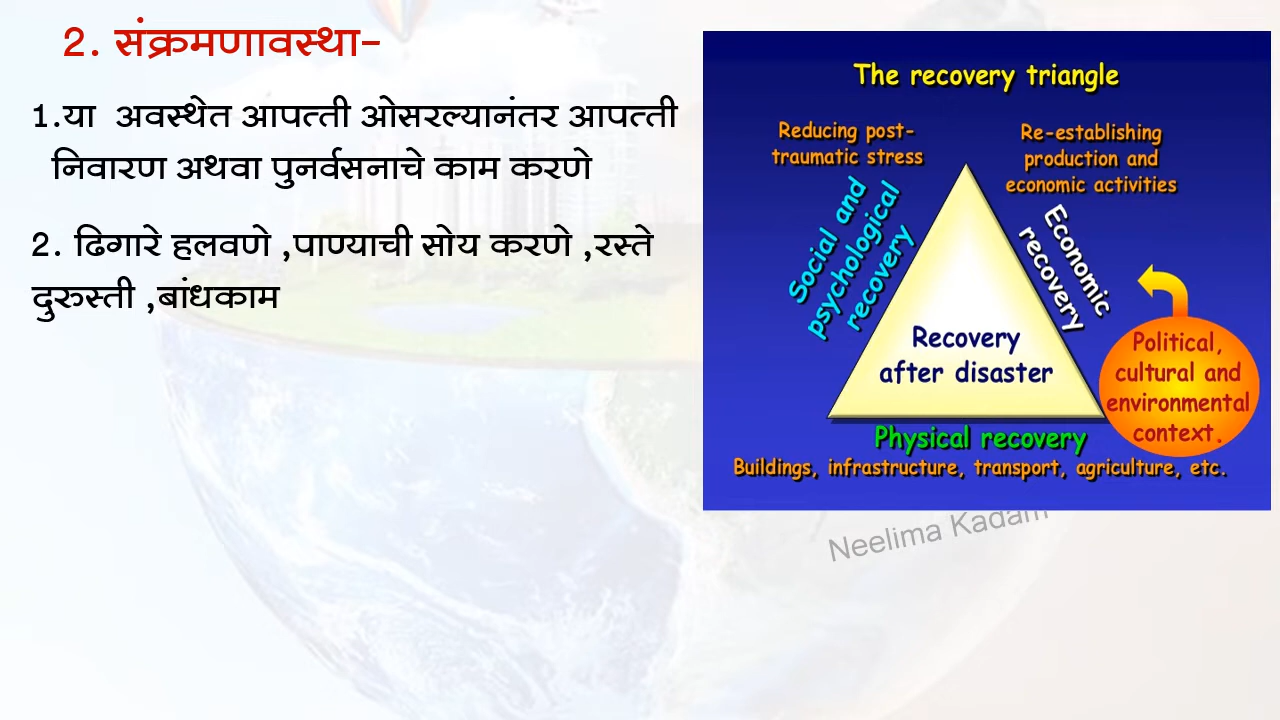 2. संक्रमणावस्था-
1.या अवस्थेत आपत्ती ओसरल्यानंतर आपत्ती
निवारण अथवा पुनर्वसनाचे काम करणे
2. ढिगारे हलवणे ,पाण्याची सोय करणे ,रस्ते
दुरुस्ती ,बांधकाम
The recovery triangle
Reducing post-
traumatic stress
Re-establishing
production and
economic activities
Social and
psychological
recovery
Economic
recovery
Recovery
after disaster
Political,
cultural and
environmental
context.
Physical recovery
Buildings, infrastructure, transport, agriculture, etc.
Neelima Kadam